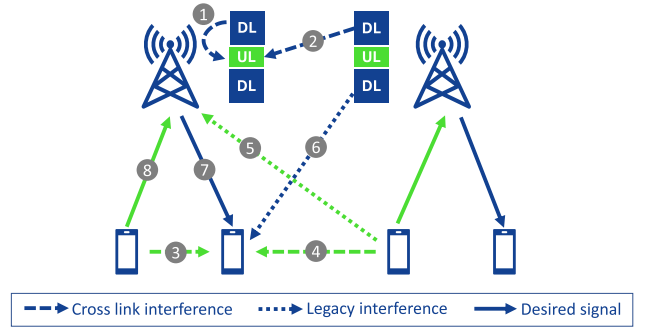 1
DL
DL
2
UL
UL
DL
DL
8
7
5
6
3
4
Cross link interference
Legacy interference
Desired signal